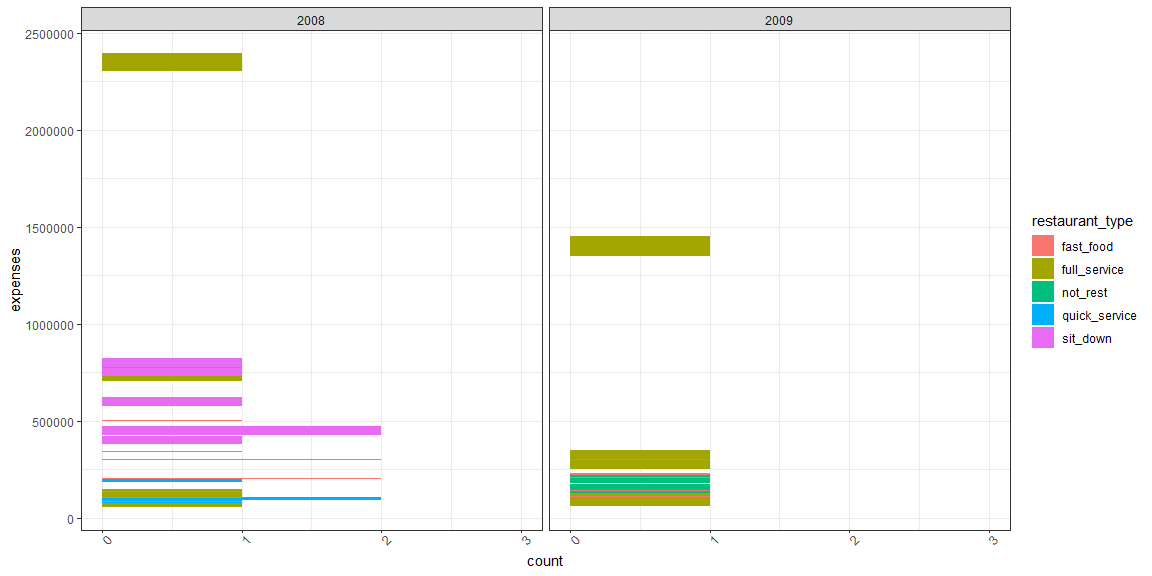 2008 2009
2500000
2000000
1500000
1000000
500000
0
expenses
0 1 2 3 0 1 2 3
count
restaurant_type
fast_food
full_service
not_rest
quick_service
sit_down